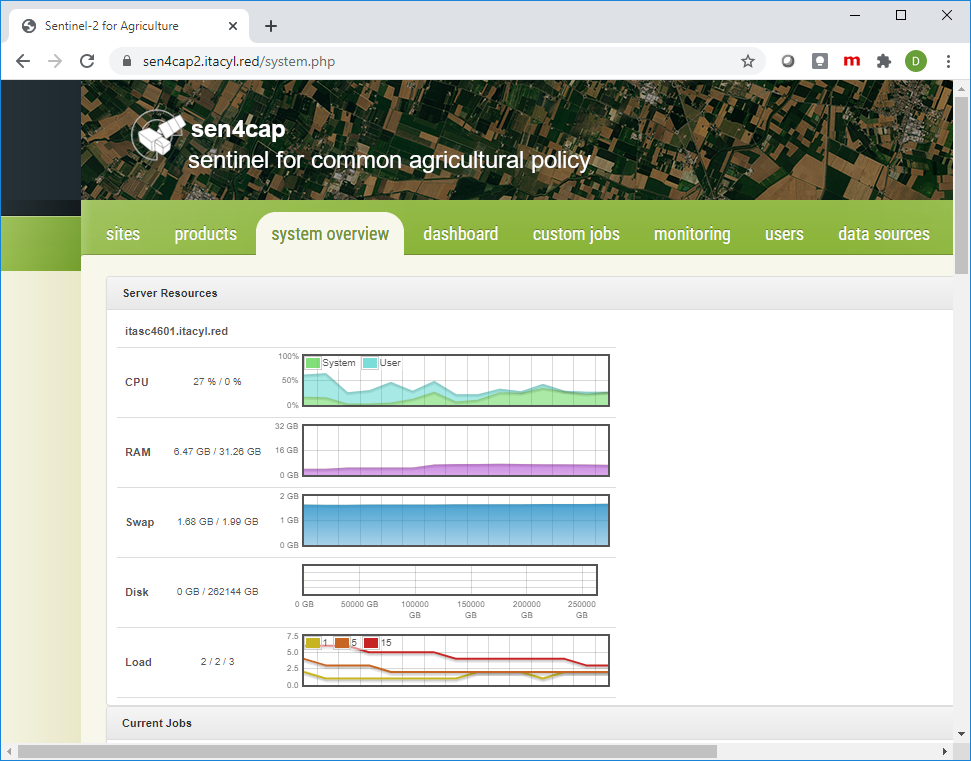 Sentinel-2 for Agriculture
sen4cap2.itacyl.red/system.php
m
D
sen4cap
sentinel for common agricultural policy
sites products system overview dashboard custom jobs monitoring users data sources
Server Resources
itasc4601.itacyl.red
CPU 27 % / 0 %
100%
50%
0%
System User
RAM 6.47 GB / 31.26 GB
32 GB
16 GB
0 GB
Swap 1.68 GB / 1.99 GB
2 GB
1 GB
0 GB
Disk 0 GB / 262144 GB
0 GB 50000 GB 100000 GB 150000 GB 200000 GB 250000 GB
Load 2 / 2 / 3
7.5
5.0
2.5
0.0
1 5 15
Current Jobs